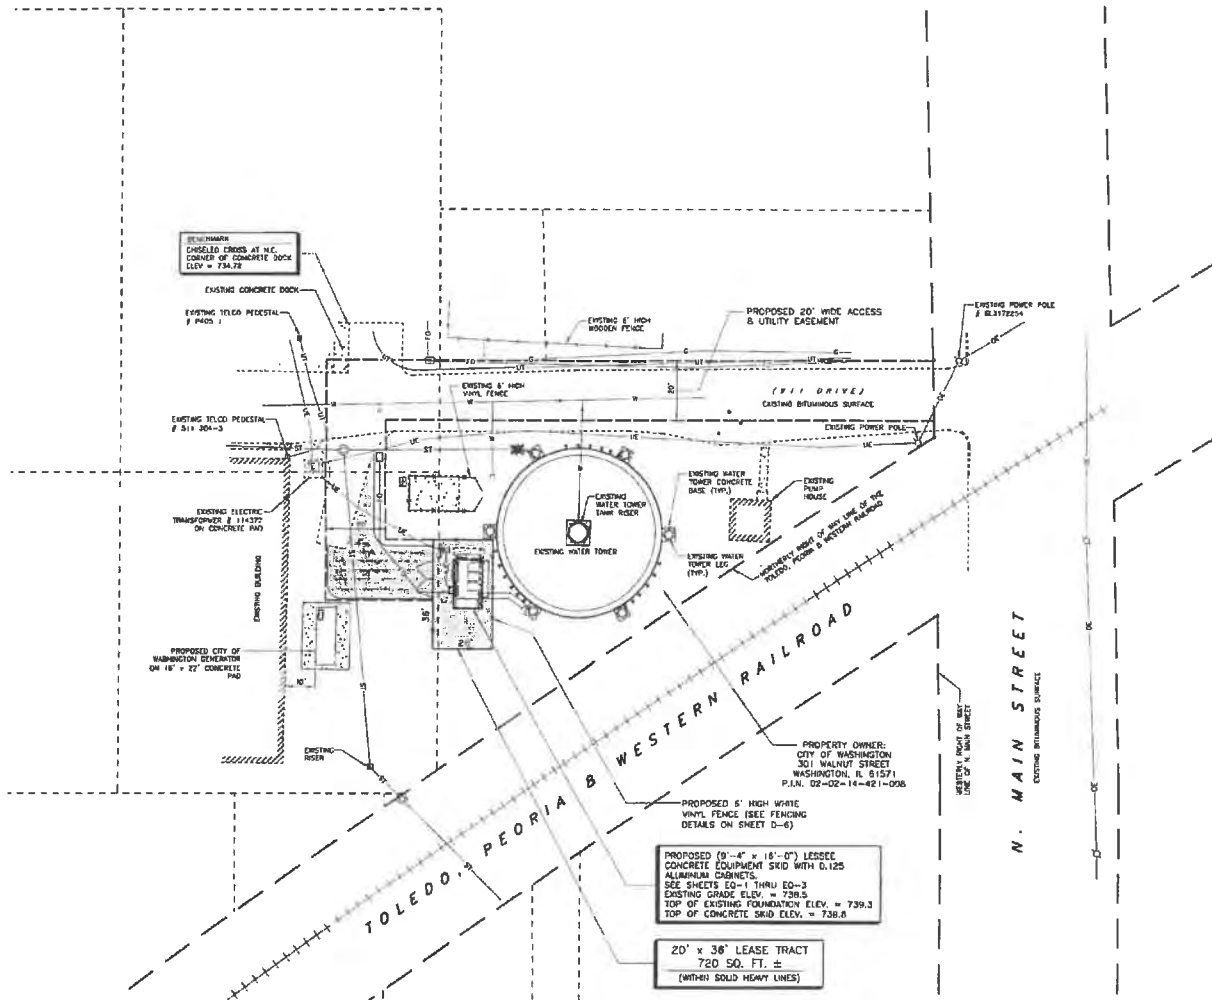 BENCHMARK
CHISELED CROSS AT N.E.
CORNER OF CONCRETE DOCK
ELEV = 734.72
EXISTING CONCRETE DOCK
EXISTING TELCO PEDESTAL
EXISTING 6' HIGH
WOODEN FENCE
PROPOSED 20' WIDE ACCESS
& UTILITY EASEMENT
EXISTING POWER POLE
# 6L3172254
EXISTING 6' HIGH
VINYL FENCE
20'
(911 DRIVE)
EXISTING BITUMINOUS SURFACE
EXISTING POWER POLE
EXISTING TELCO PEDESTAL
EXISTING WATER
TOWER CONCRETE
BASE (TYP.)
EXISTING
PUMP
HOUSE
EXISTING
WATER TOWER
TANK RISER
EXISTING WATER TOWER
EXISTING WATER
TOWER LEG
(TYP.)
NORTHERLY RIGHT OF WAY LINE OF THE
TOLEDO, PEORIA & WESTERN RAILROAD
EXISTING ELECTRIC
TRANSFORMER # 114372
ON CONCRETE PAD
EXISTING BUILDING
36'
PROPOSED CITY OF
WASHINGTON GENERATOR
ON 16' x 22' CONCRETE
PAD
10'
EXISTING
RISER
TOLEDO, PEORIA & WESTERN RAILROAD
WESTERLY RIGHT OF WAY
LINE OF N. MAIN STREET
N. MAIN STREET
EXISTING BITUMINOUS SURFACE
PROPERTY OWNER:
CITY OF WASHINGTON
301 WALNUT STREET
WASHINGTON, IL 61571
P.I.N. 02-02-14-421-008
PROPOSED 6' HIGH WHITE
VINYL FENCE (SEE FENCING
DETAILS ON SHEET D-6)
PROPOSED (9'-4" x 16'-0") LESSEE
CONCRETE EQUIPMENT SKID WITH 0.125
ALUMINUM CABINETS.
SEE SHEETS EQ-1 THRU EQ-3
EXISTING GRADE ELEV. = 738.5
TOP OF EXISTING FOUNDATION ELEV. = 739.3
TOP OF CONCRETE SKID ELEV. = 739.8
20' x 36' LEASE TRACT
720 SQ. FT. ±
(WITHIN SOLID HEAVY LINES)